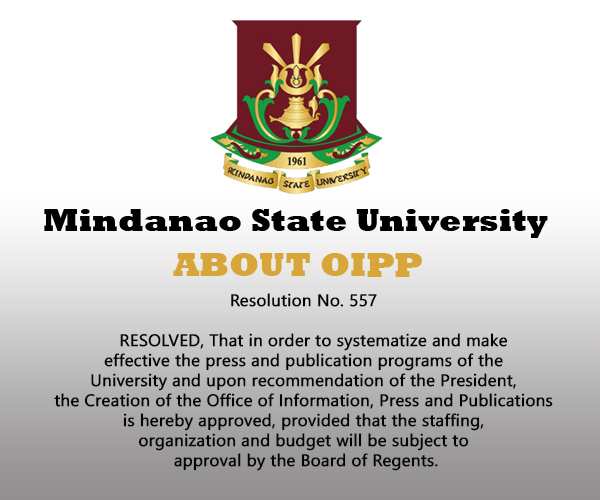 1961
MINDANAO STATE UNIVERSITY
Mindanao State University
ABOUT OIPP
Resolution No. 557
RESOLVED, That in order to systematize and make
effective the press and publication programs of the
University and upon recommendation of the President,
the Creation of the Office of Information, Press and Publications
is hereby approved, provided that the staffing,
organization and budget will be subject to
approval by the Board of Regents.